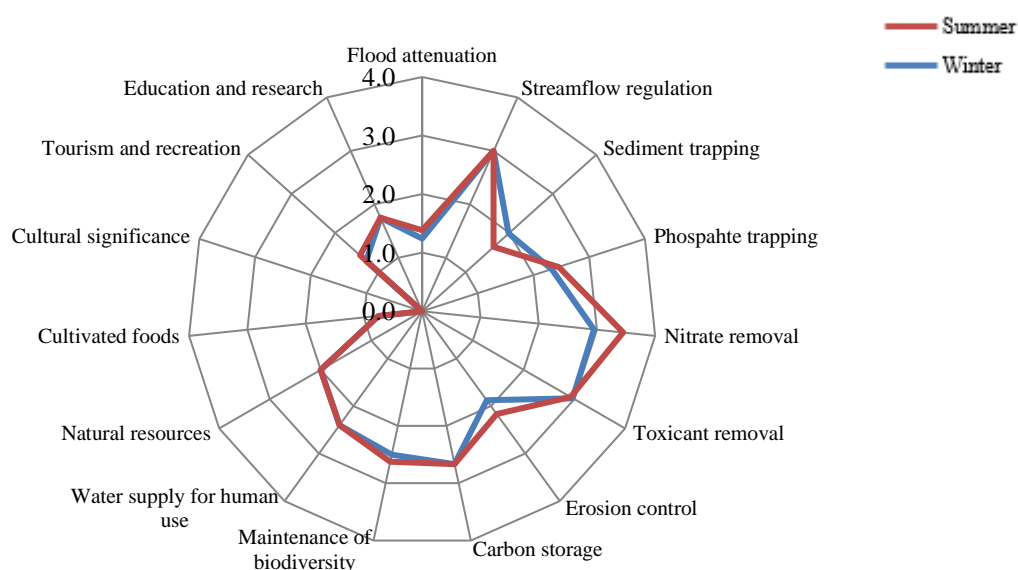 Summer
Winter
Flood attenuation
4.0
Education and research
Streamflow regulation
3.0
Tourism and recreation
Sediment trapping
2.0
Cultural significance
Phospahte trapping
1.0
0.0
Cultivated foods
Nitrate removal
Natural resources
Toxicant removal
Water supply for human
use
Erosion control
Maintenance of
biodiversity
Carbon storage